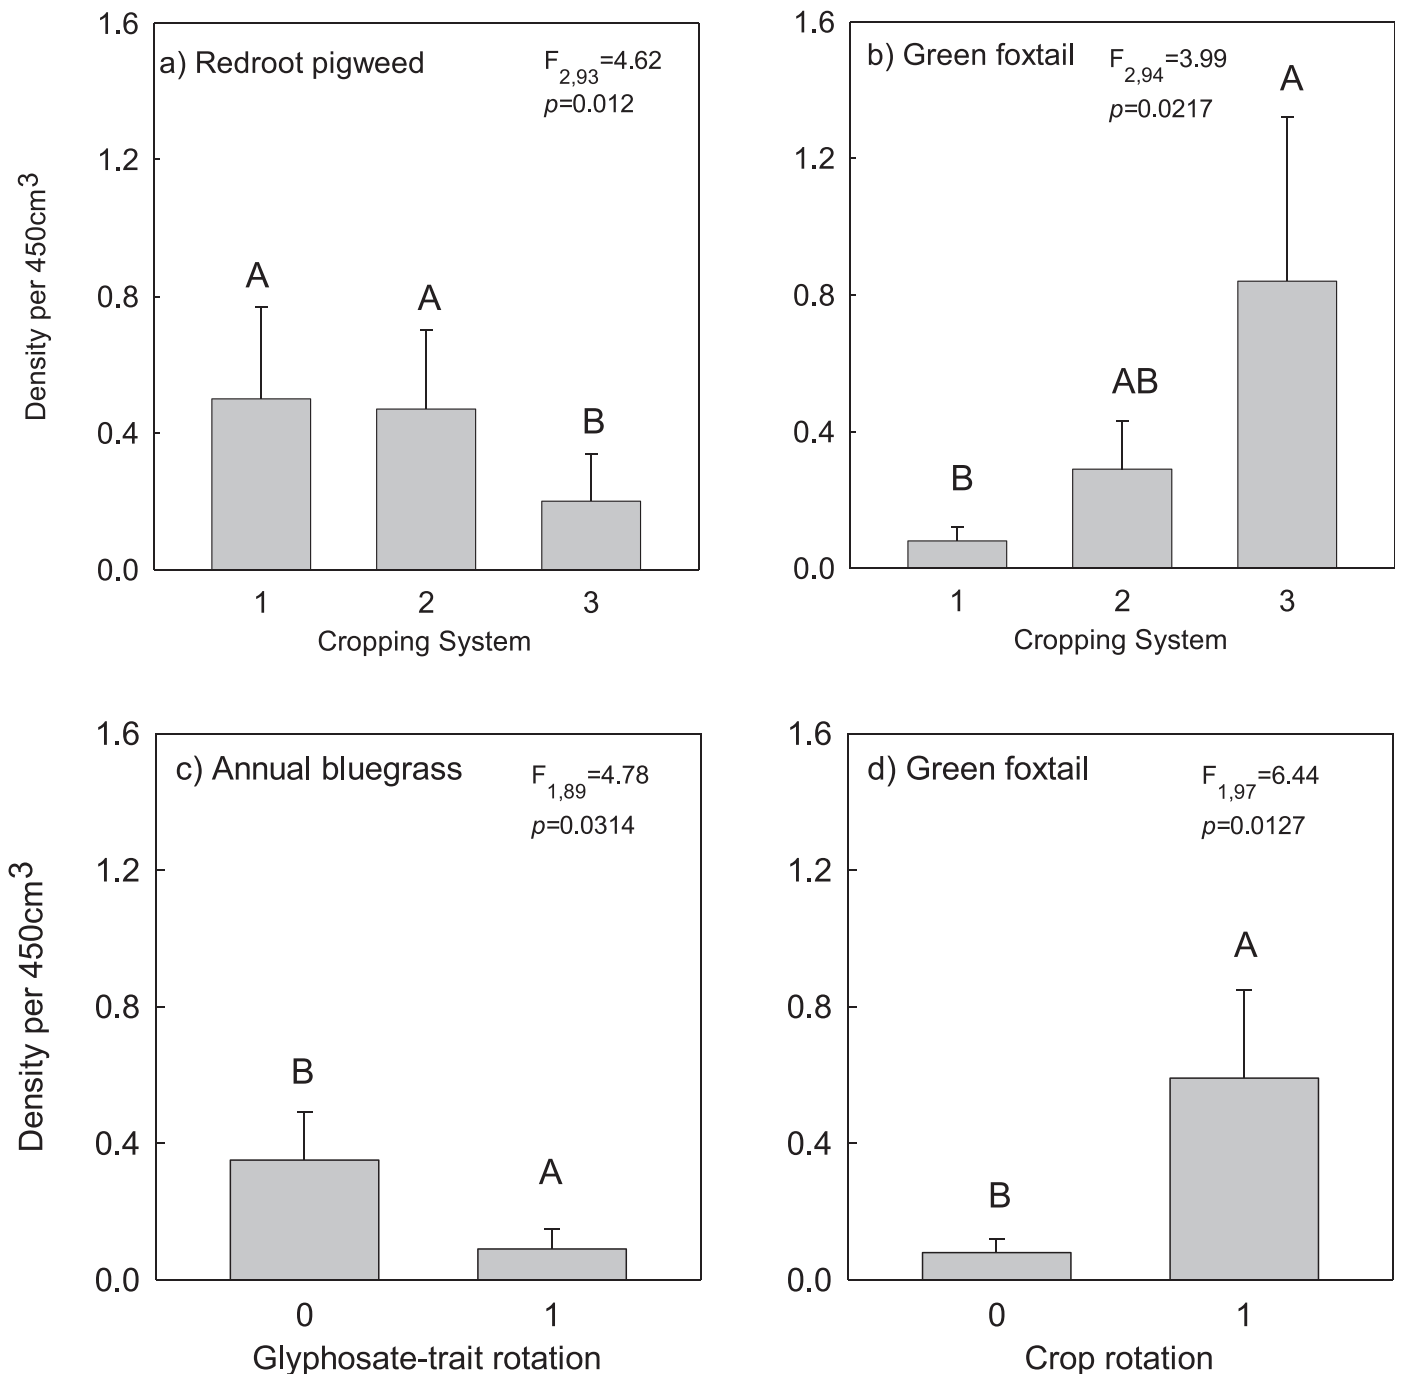 a) Redroot pigweed
F2,93=4.62
p=0.012
1.6
1.2
0.8
0.4
0.0
Density per 450cm3
A
A
B
1 2 3
Cropping System
b) Green foxtail
F2,94=3.99
p=0.0217
1.6
1.2
0.8
0.4
0.0
B
AB
A
1 2 3
Cropping System
c) Annual bluegrass
F1,89=4.78
p=0.0314
1.6
1.2
0.8
0.4
0.0
Density per 450cm3
B
A
0 1
Glyphosate-trait rotation
d) Green foxtail
F1,97=6.44
p=0.0127
1.6
1.2
0.8
0.4
0.0
B
A
0 1
Crop rotation